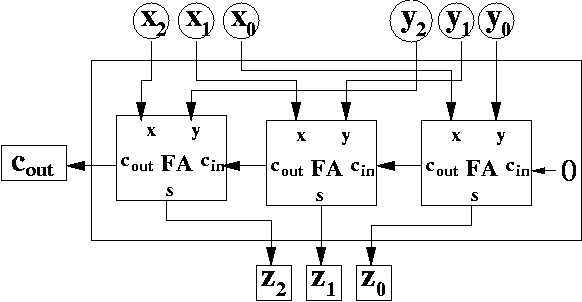 x2 x1 x0 y2 y1 y0
x y x y x y
cout cout FA cin cout FA cin cout FA cin 0
s s s
z2 z1 z0